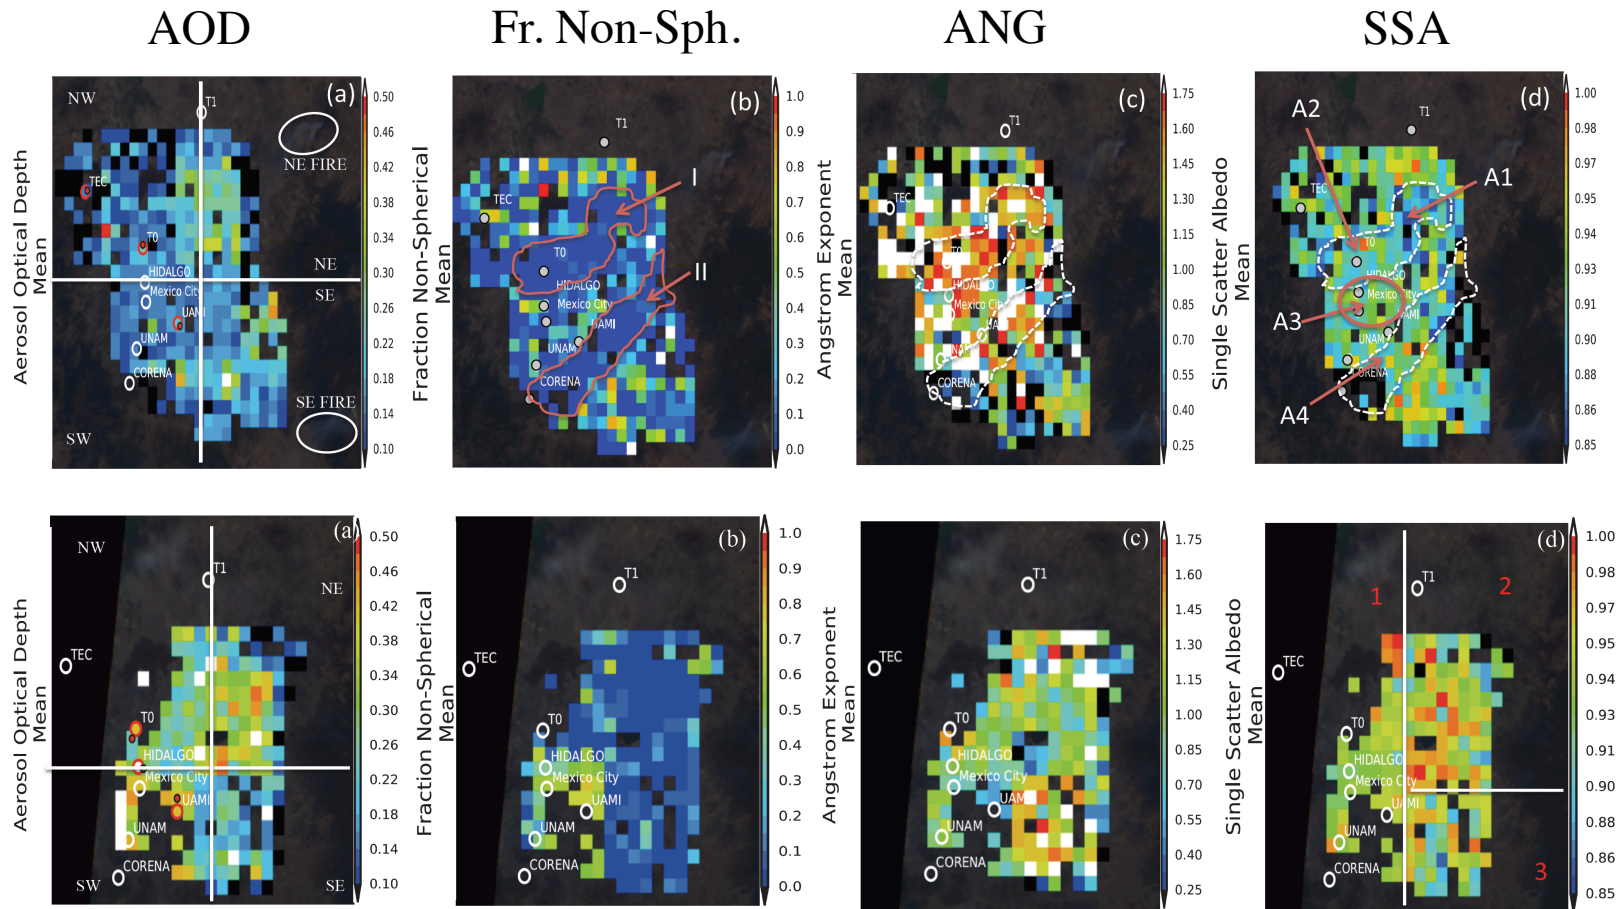 AOD
Fr. Non-Sph.
ANG
SSA
Aerosol Optical Depth
Mean
NW
(a)
T1
NE FIRE
TEC
T0
HIDALGO
Mexico City
NE
SE
UAMI
UNAM
CORENA
SE FIRE
SW
0.50
0.46
0.42
0.38
0.34
0.30
0.26
0.22
0.18
0.14
0.10
Fraction Non-Spherical
Mean
(b)
T1
I
TEC
T0
II
HIDALGO
Mexico City
UAMI
UNAM
CORENA
1.0
0.9
0.8
0.7
0.6
0.5
0.4
0.3
0.2
0.1
0.0
Angstrom Exponent
Mean
(c)
T1
TEC
T0
HIDALGO
Mexico City
UNAM
CORENA
1.75
1.60
1.45
1.30
1.15
1.00
0.85
0.70
0.55
0.40
0.25
Single Scatter Albedo
Mean
(d)
A2
T1
A1
TEC
T0
HIDALGO
Mexico City
A3
UAMI
UNAM
CORENA
A4
1.00
0.98
0.97
0.95
0.94
0.93
0.91
0.90
0.88
0.86
0.85
Aerosol Optical Depth
Mean
NW
(a)
T1
NE
TEC
T0
HIDALGO
Mexico City
UAMI
UNAM
CORENA
SW
SE
0.50
0.46
0.42
0.38
0.34
0.30
0.26
0.22
0.18
0.14
0.10
Fraction Non-Spherical
Mean
(b)
T1
TEC
T0
HIDALGO
Mexico City
UAMI
UNAM
CORENA
1.0
0.9
0.8
0.7
0.6
0.5
0.4
0.3
0.2
0.1
0.0
Angstrom Exponent
Mean
(c)
T1
TEC
T0
HIDALGO
Mexico City
UAMI
UNAM
CORENA
1.75
1.60
1.45
1.30
1.15
1.00
0.85
0.70
0.55
0.40
0.25
Single Scatter Albedo
Mean
(d)
1
T1
2
TEC
T0
HIDALGO
Mexico City
UAMI
UNAM
CORENA
3
1.00
0.98
0.97
0.95
0.94
0.93
0.91
0.90
0.88
0.86
0.85